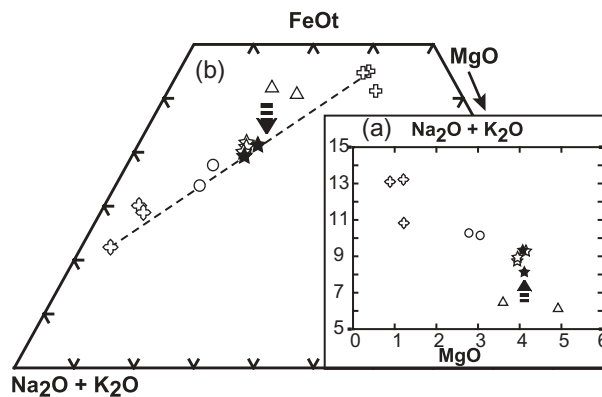 FeOt
MgO
(b)
(a)
Na2O + K2O
15
13
11
9
7
5
0 1 2 3 4 5 6
MgO
Na2O + K2O